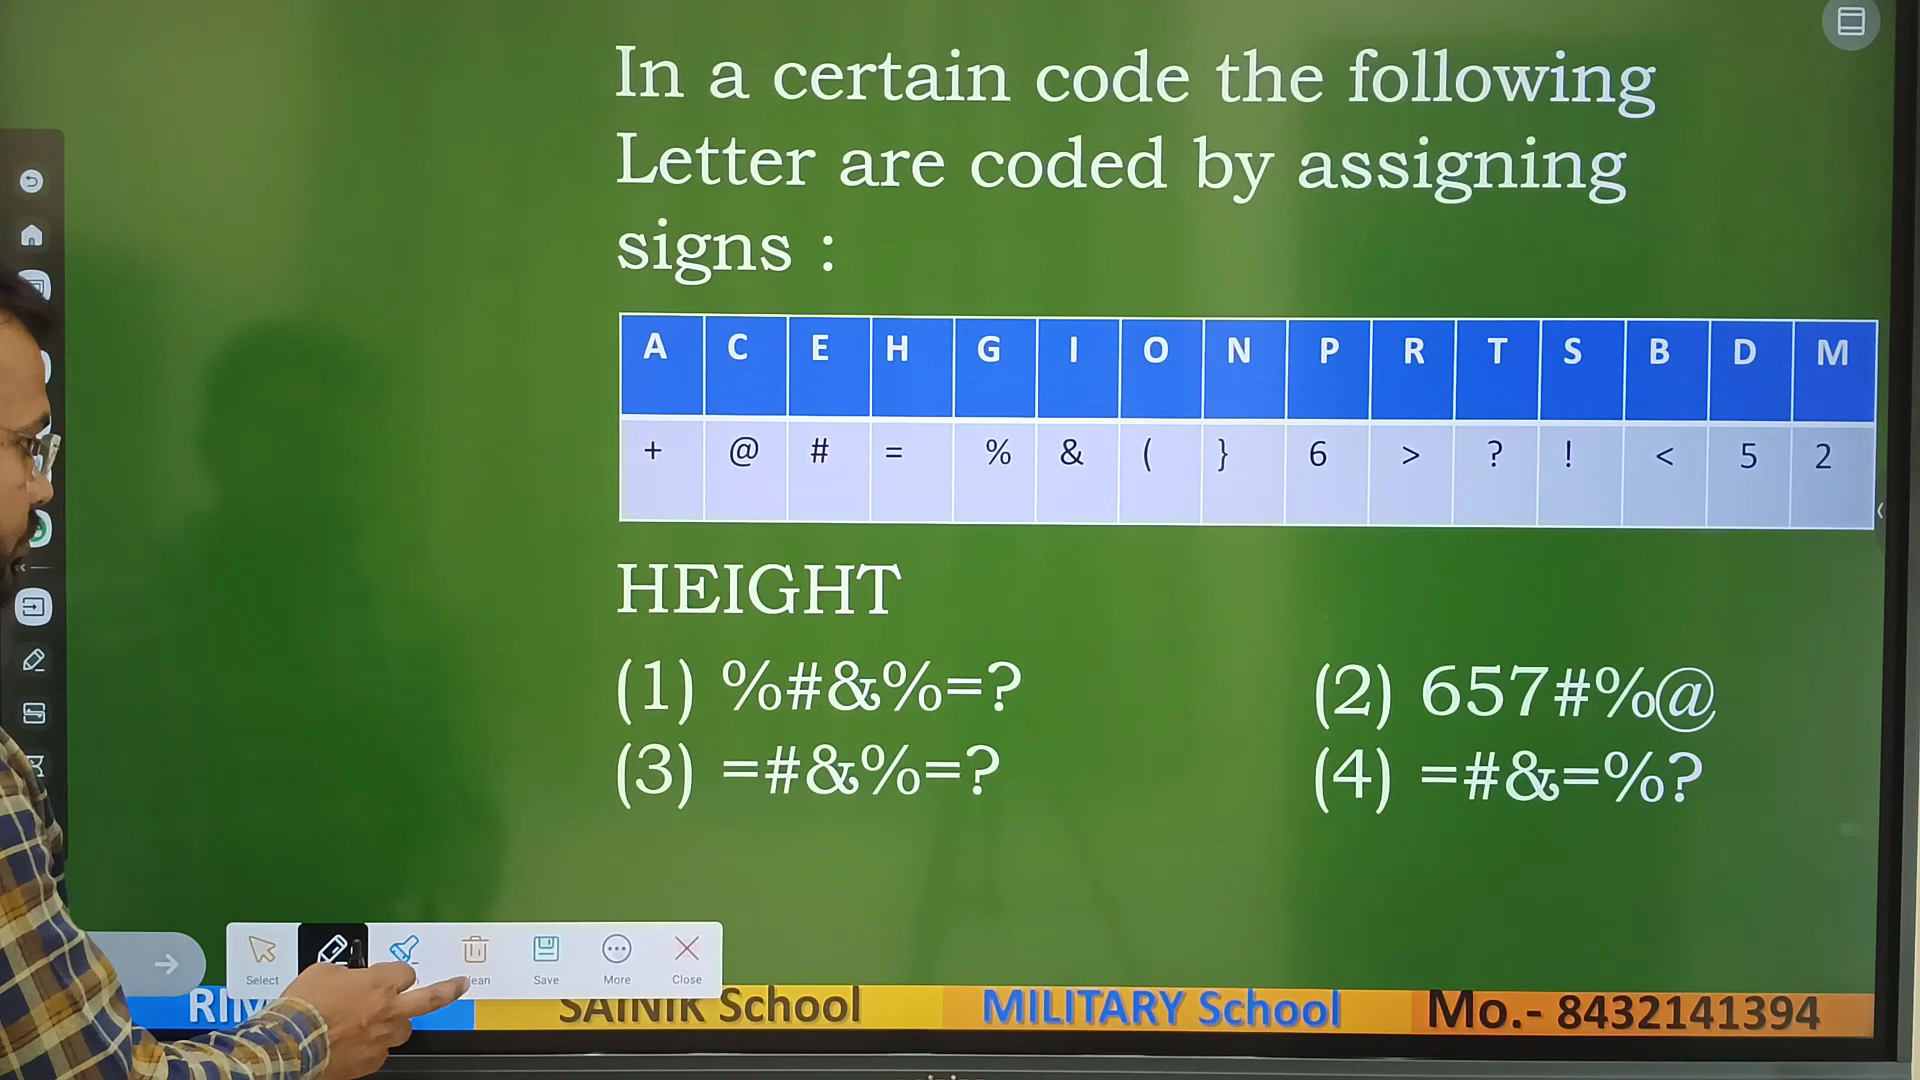 In a certain code the following
Letter are coded by assigning
signs :
A C E H G I O N P R T S B D M
+ @ # = % & ( } 6 > ? ! < 5 2
HEIGHT
(1) %#&%=? (2) 657#%@
(3) =#&%=? (4) =#&=%?
Select Save More Close
SAINIK School MILITARY School Mo.- 8432141394